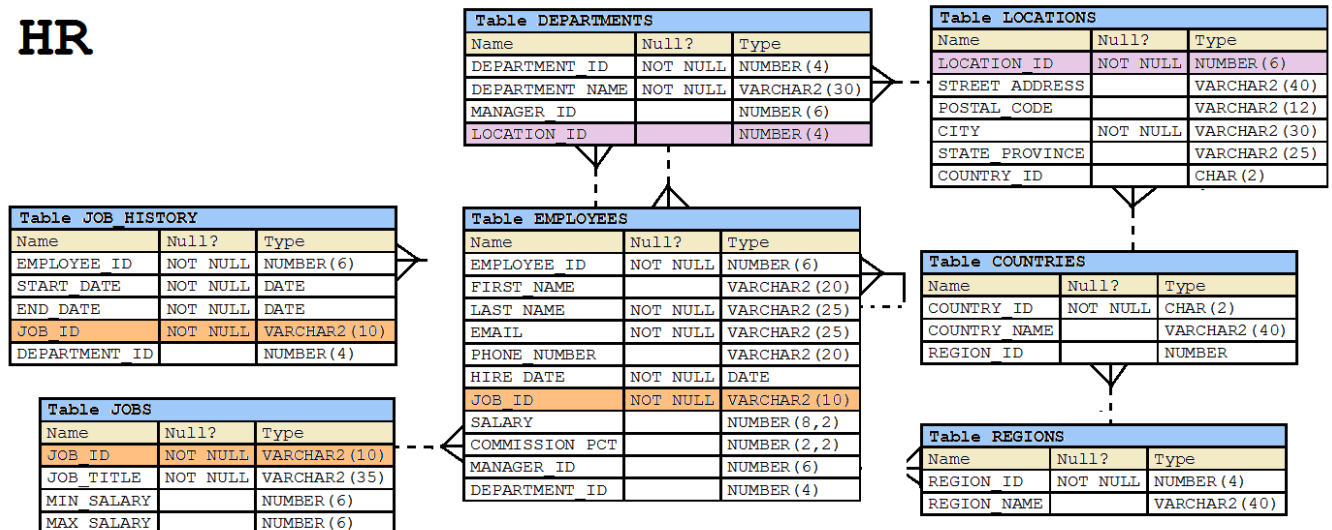 HR
Table DEPARTMENTS
Name Null? Type
DEPARTMENT_ID NOT NULL NUMBER(4)
DEPARTMENT_NAME NOT NULL VARCHAR2(30)
MANAGER_ID NUMBER(6)
LOCATION_ID NUMBER(4)
Table LOCATIONS
Name Null? Type
LOCATION_ID NOT NULL NUMBER(6)
STREET_ADDRESS VARCHAR2(40)
POSTAL_CODE VARCHAR2(12)
CITY NOT NULL VARCHAR2(30)
STATE_PROVINCE VARCHAR2(25)
COUNTRY_ID CHAR(2)
Table JOB_HISTORY
Name Null? Type
EMPLOYEE_ID NOT NULL NUMBER(6)
START_DATE NOT NULL DATE
END_DATE NOT NULL DATE
JOB_ID NOT NULL VARCHAR2(10)
DEPARTMENT_ID NUMBER(4)
Table EMPLOYEES
Name Null? Type
EMPLOYEE_ID NOT NULL NUMBER(6)
FIRST_NAME VARCHAR2(20)
LAST_NAME NOT NULL VARCHAR2(25)
EMAIL NOT NULL VARCHAR2(25)
PHONE_NUMBER VARCHAR2(20)
HIRE_DATE NOT NULL DATE
JOB_ID NOT NULL VARCHAR2(10)
SALARY NUMBER(8,2)
COMMISSION_PCT NUMBER(2,2)
MANAGER_ID NUMBER(6)
DEPARTMENT_ID NUMBER(4)
Table COUNTRIES
Name Null? Type
COUNTRY_ID NOT NULL CHAR(2)
COUNTRY_NAME VARCHAR2(40)
REGION_ID NUMBER
Table JOBS
Name Null? Type
JOB_ID NOT NULL VARCHAR2(10)
JOB_TITLE NOT NULL VARCHAR2(35)
MIN_SALARY NUMBER(6)
MAX_SALARY NUMBER(6)
Table REGIONS
Name Null? Type
REGION_ID NOT NULL NUMBER(4)
REGION_NAME VARCHAR2(40)